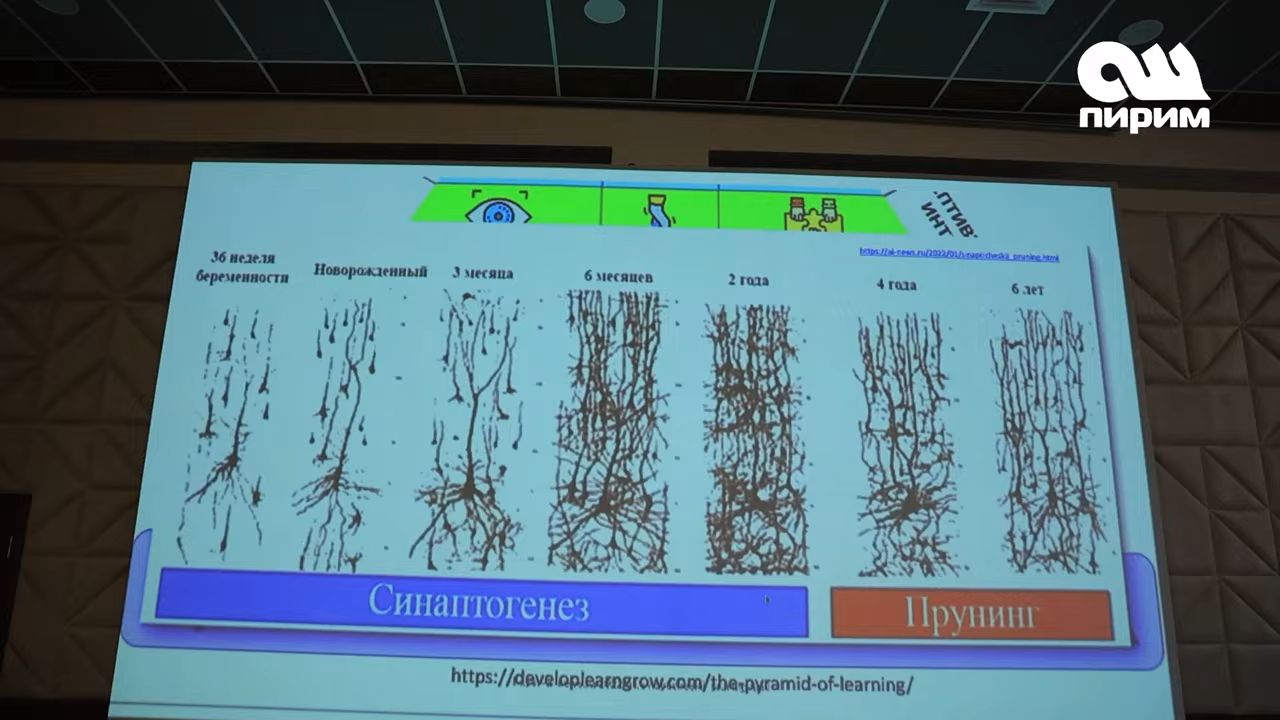 аш
пирим
36 неделя
беременности
Новорожденный
3 месяца
6 месяцев
2 года
4 года
6 лет
Синаптогенез
Прунинг
https://developlearngrow.com/the-pyramid-of-learning/